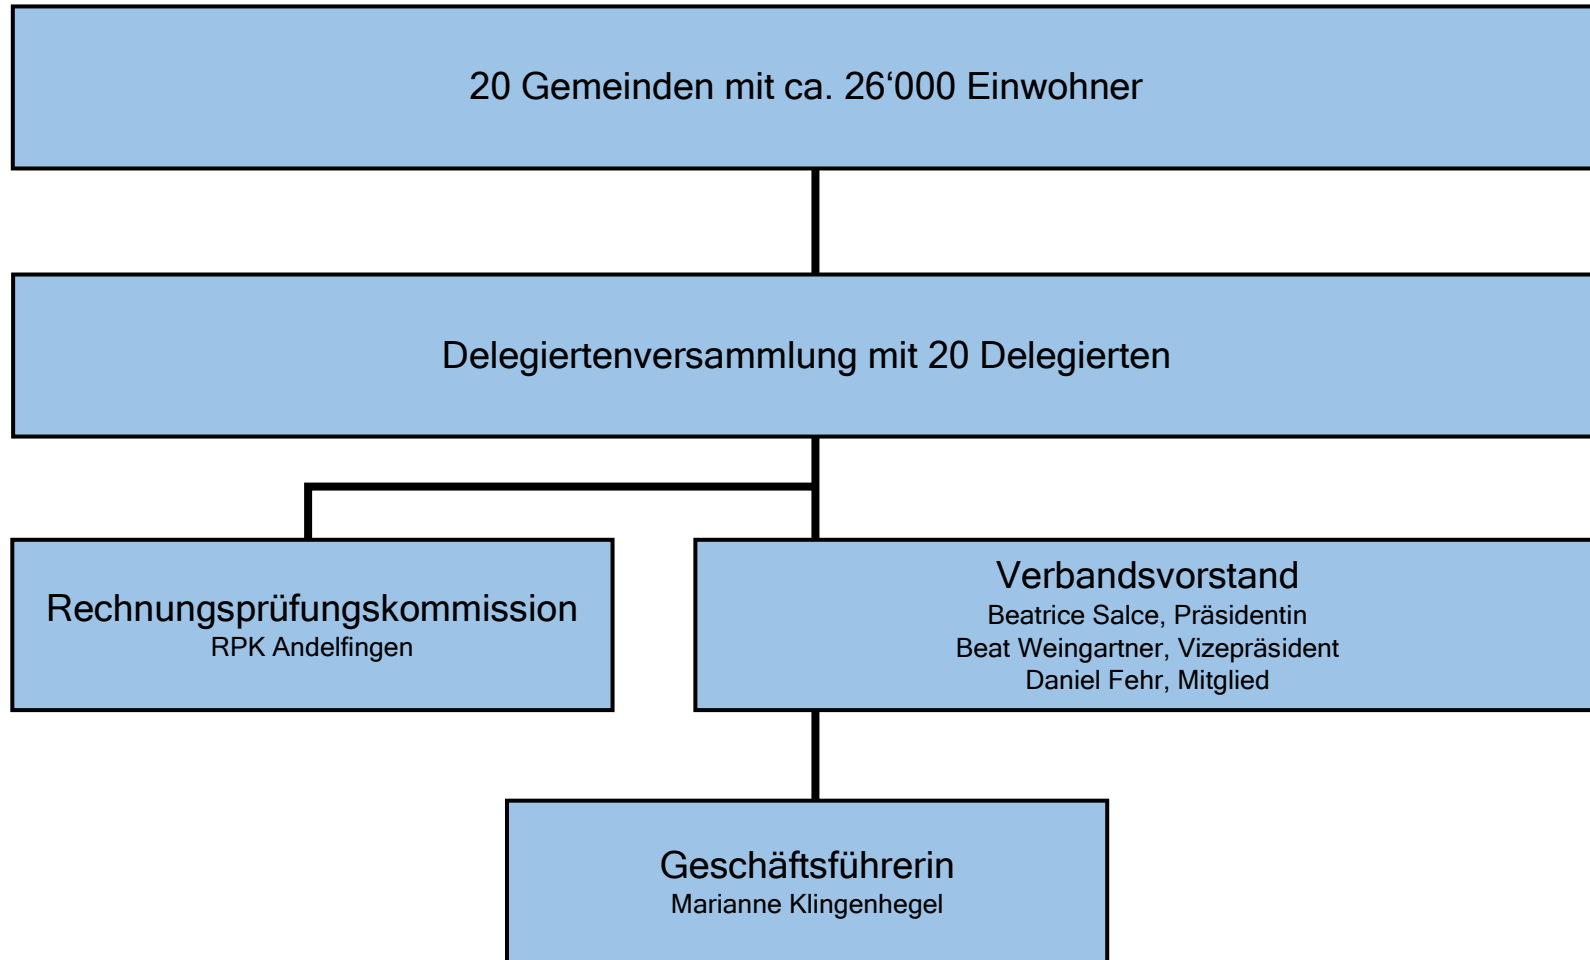 20 Gemeinden mit ca. 26‘000 Einwohner
Delegiertenversammlung mit 20 Delegierten
Rechnungsprüfungskommission
RPK Andelfingen
Verbandsvorstand
Beatrice Salce, Präsidentin
Beat Weingartner, Vizepräsident
Daniel Fehr, Mitglied
Geschäftsführerin
Marianne Klingenhegel